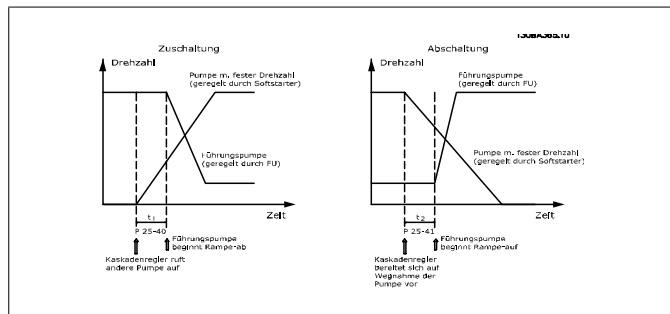 130BA365.10
Zuschaltung
Drehzahl
Pumpe m. fester Drehzahl
(geregelt durch Softstarter)
Führungspumpe
(geregelt durch FU)
Zeit
t₁
P 25-40
Führungspumpe
beginnt Rampe-ab
Kaskadenregler ruft
andere Pumpe auf
Abschaltung
Drehzahl
Führungspumpe
(geregelt durch FU)
Pumpe m. fester Drehzahl
(geregelt durch Softstarter)
Zeit
t₂
P 25-41
Führungspumpe
beginnt Rampe-auf
Kaskadenregler
bereitet sich auf
Wegnahme der
Pumpe vor